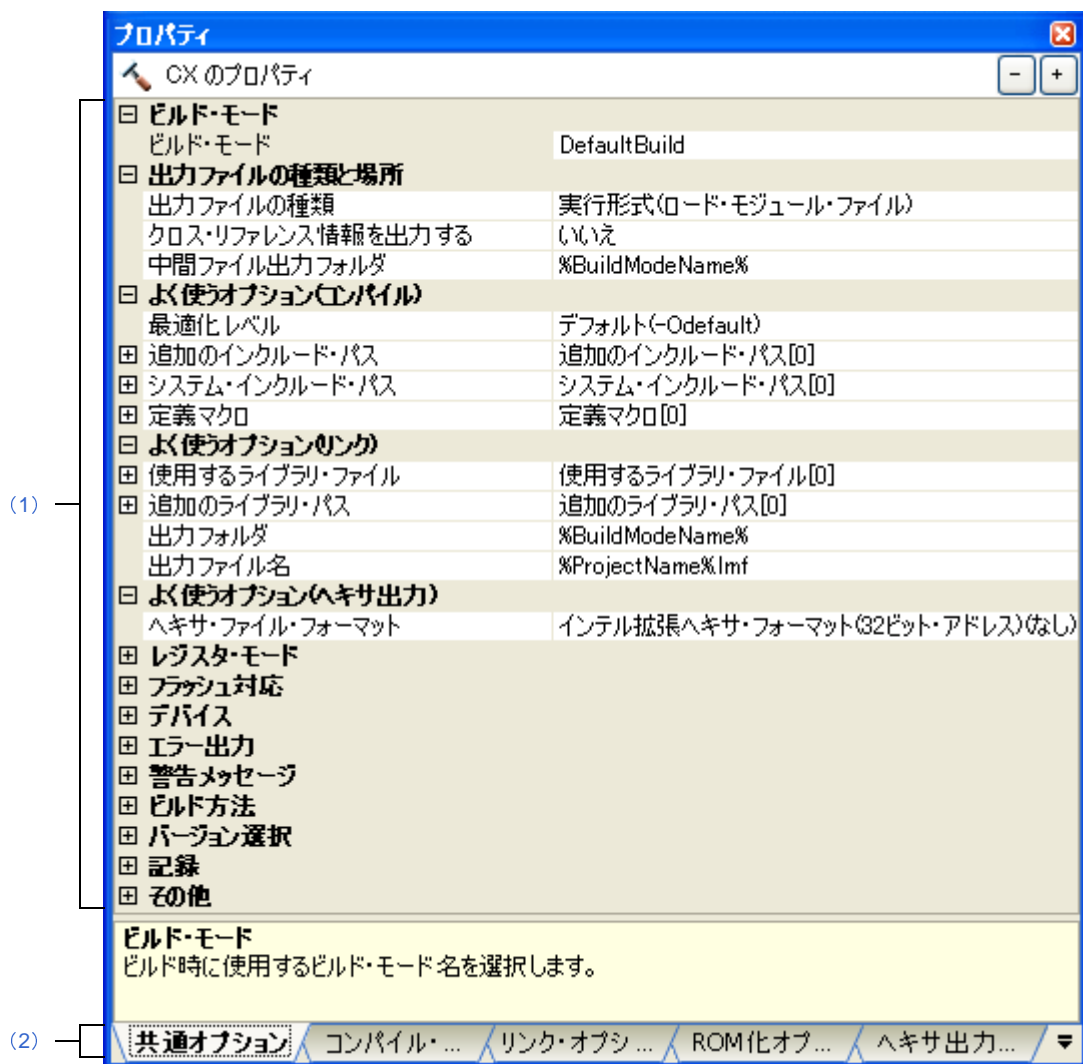 プロパティ
CX のプロパティ
- +
ビルド・モード
ビルド・モード DefaultBuild
出力ファイルの種類と場所
出力ファイルの種類 実行形式(ロード・モジュール・ファイル)
クロス・リファレンス情報を出力する いいえ
中間ファイル出力フォルダ %BuildModeName%
よく使うオプション(コンパイル)
最適化レベル デフォルト(-Odefault)
追加のインクルード・パス 追加のインクルード・パス[0]
システム・インクルード・パス システム・インクルード・パス[0]
定義マクロ 定義マクロ[0]
よく使うオプション(リンク)
使用するライブラリ・ファイル 使用するライブラリ・ファイル[0]
(1)
追加のライブラリ・パス 追加のライブラリ・パス[0]
出力フォルダ %BuildModeName%
出力ファイル名 %ProjectName%.lmf
よく使うオプション(ヘキサ出力)
ヘキサ・ファイル・フォーマット インテル拡張ヘキサ・フォーマット(32ビット・アドレス)(なし)
レジスタ・モード
フラッシュ対応
デバイス
エラー出力
警告メッセージ
ビルド方法
バージョン選択
記録
その他
ビルド・モード
ビルド時に使用するビルド・モード名を選択します。
(2)
共通オプション コンパイル・... リンク・オプシ... ROM化オプ... ヘキサ出力...